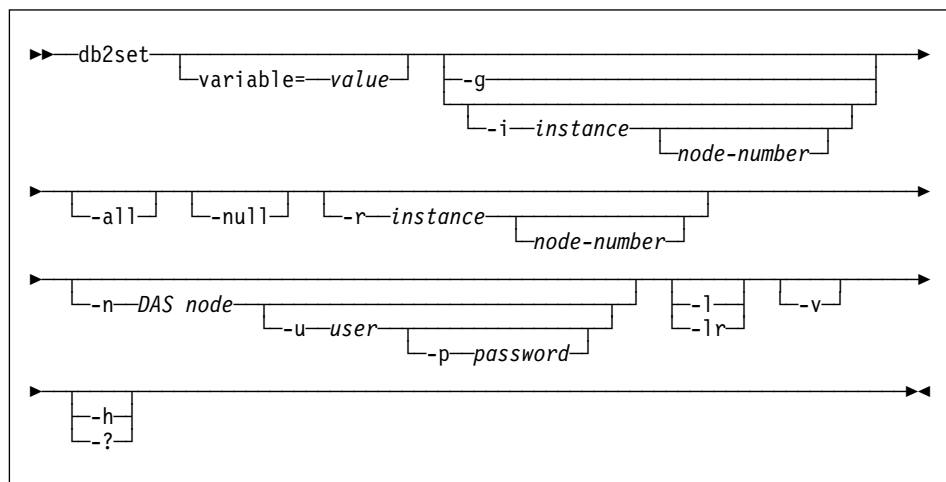 db2set
variable= value -g
-i instance
node-number
-all -null -r instance
node-number
-n DAS node -l -v
-u user -lr
-p password
-h
-?